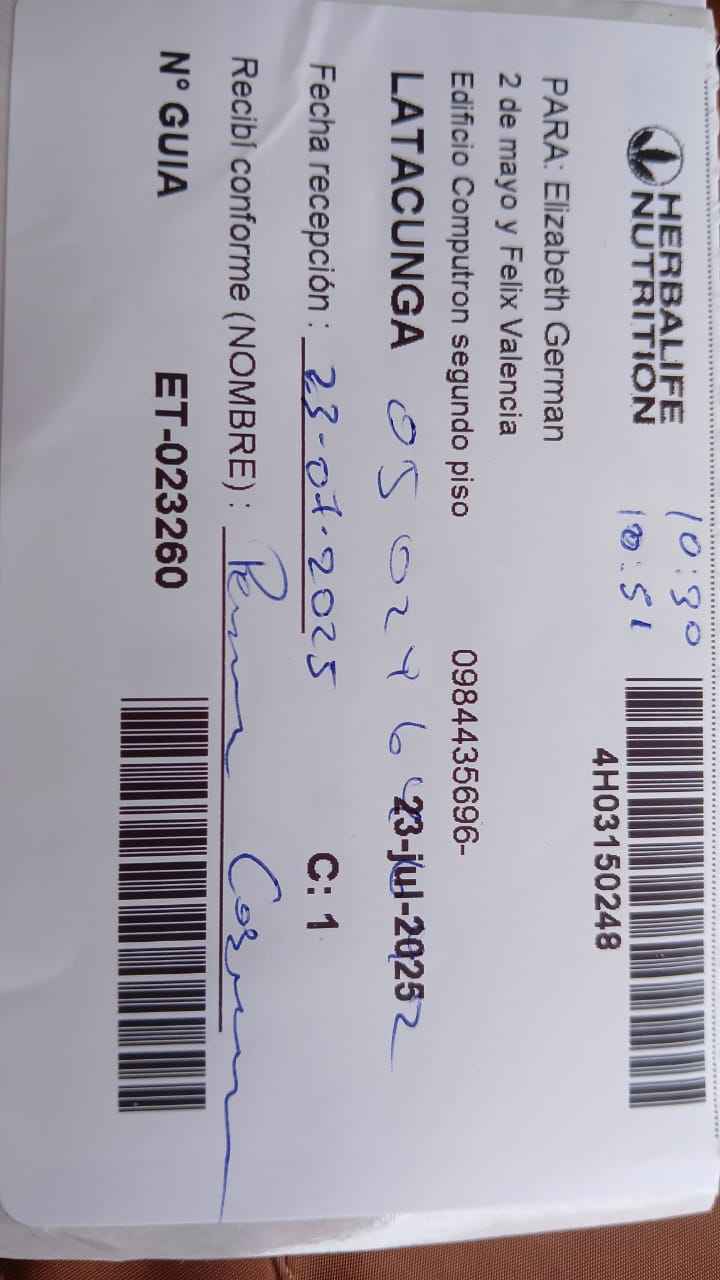 HERBALIFE
NUTRITION
10:30
10:51
4H03150248
PARA: Elizabeth German
2 de mayo y Felix Valencia
Edificio Computron segundo piso 0984435696-
LATACUNGA 23-jul-2025
Fecha recepción : 23-07-2025 C: 1
Recibí conforme (NOMBRE) :
N° GUIA ET-023260